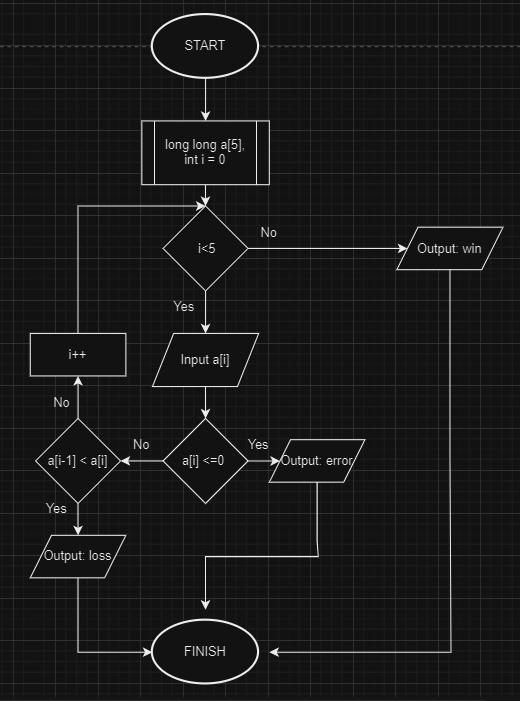 START
long long a[5],
int i = 0
i<5
No
Output: win
Yes
Input a[i]
i++
No
a[i-1] < a[i]
No
a[i] <=0
Yes
Output: error
Yes
Output: loss
FINISH